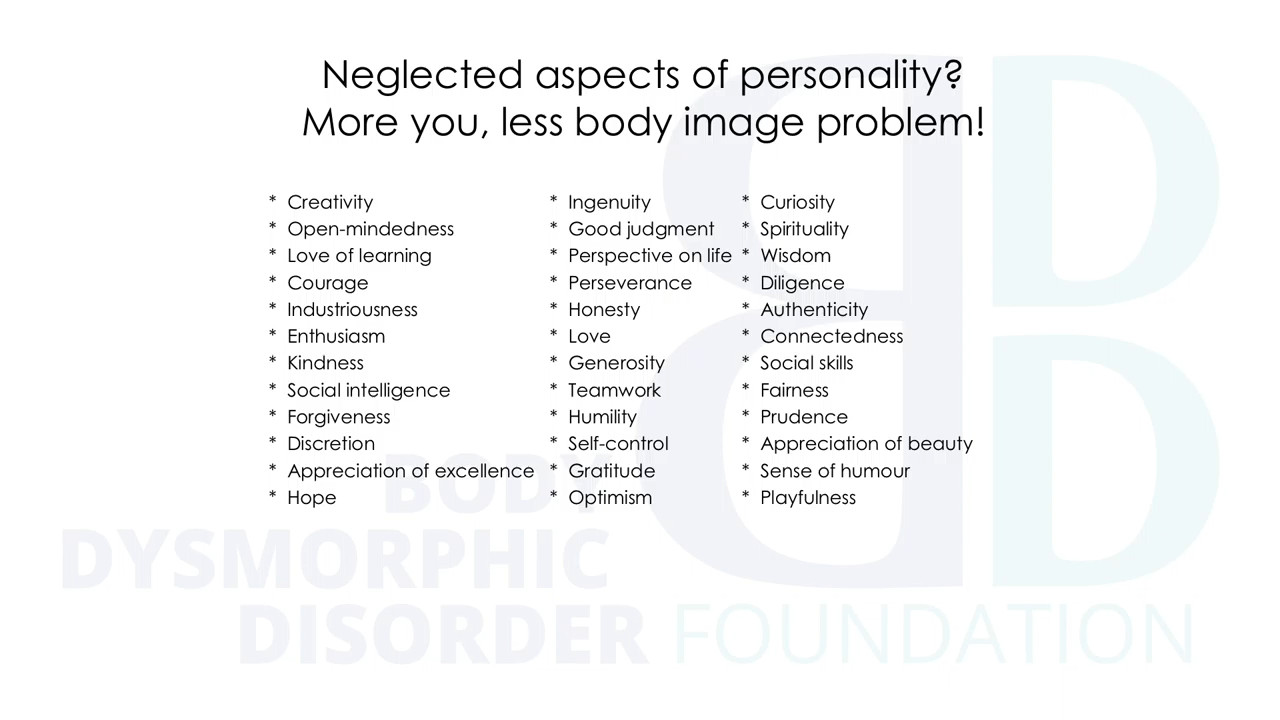 Neglected aspects of personality?
More you, less body image problem!
* Creativity
* Open-mindedness
* Love of learning
* Courage
* Industriousness
* Enthusiasm
* Kindness
* Social intelligence
* Forgiveness
* Discretion
* Appreciation of excellence
* Hope
* Ingenuity
* Good judgment
* Perspective on life
* Perseverance
* Honesty
* Love
* Generosity
* Teamwork
* Humility
* Self-control
* Gratitude
* Optimism
* Curiosity
* Spirituality
* Wisdom
* Diligence
* Authenticity
* Connectedness
* Social skills
* Fairness
* Prudence
* Appreciation of beauty
* Sense of humour
* Playfulness
BODY
DYSMORPHIC
DISORDER FOUNDATION